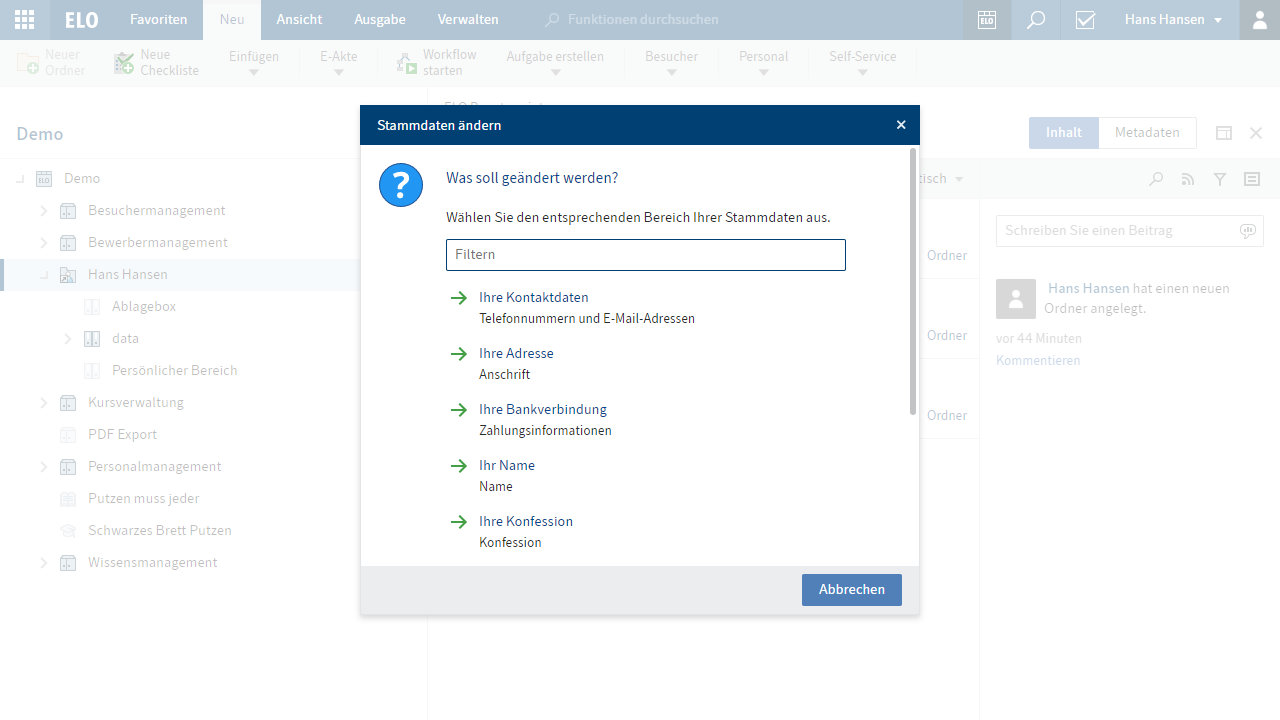 ELO
Favoriten
Neu
Ansicht
Ausgabe
Verwalten
Funktionen durchsuchen
ELO
Hans Hansen
Neuer
Ordner
Neue
Checkliste
Einfügen
E-Akte
Workflow
starten
Aufgabe erstellen
Besucher
Personal
Self-Service
Demo
Inhalt
Metadaten
ELO
Demo
Besuchermanagement
Bewerbermanagement
Hans Hansen
Ablagebox
data
Persönlicher Bereich
Kursverwaltung
PDF Export
Personalmanagement
Putzen muss jeder
Schwarzes Brett Putzen
Wissensmanagement
Stammdaten ändern
?
Was soll geändert werden?
Wählen Sie den entsprechenden Bereich Ihrer Stammdaten aus.
Filtern
Ihre Kontaktdaten
Telefonnummern und E-Mail-Adressen
Ihre Adresse
Anschrift
Ihre Bankverbindung
Zahlungsinformationen
Ihr Name
Name
Ihre Konfession
Konfession
Abbrechen
Ordner
Ordner
Ordner
Schreiben Sie einen Beitrag
Hans Hansen hat einen neuen
Ordner angelegt.
vor 44 Minuten
Kommentieren